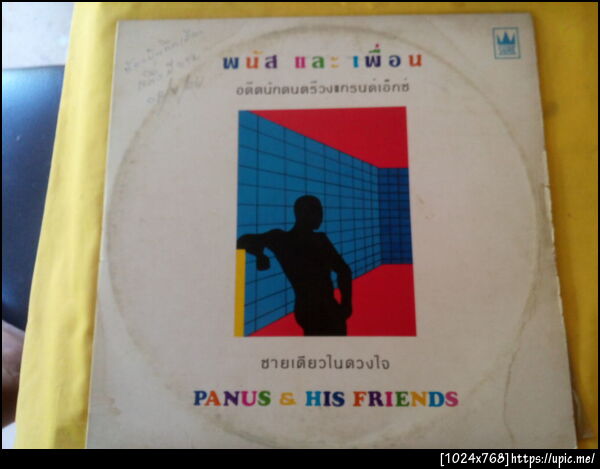 พนัส และ เพื่อน
อดีตนักดนตรีวงแกรนด์เอ็กซ์
ชายเดียวในดวงใจ
PANUS & HIS FRIENDS
[1024x768]https://upic.me/